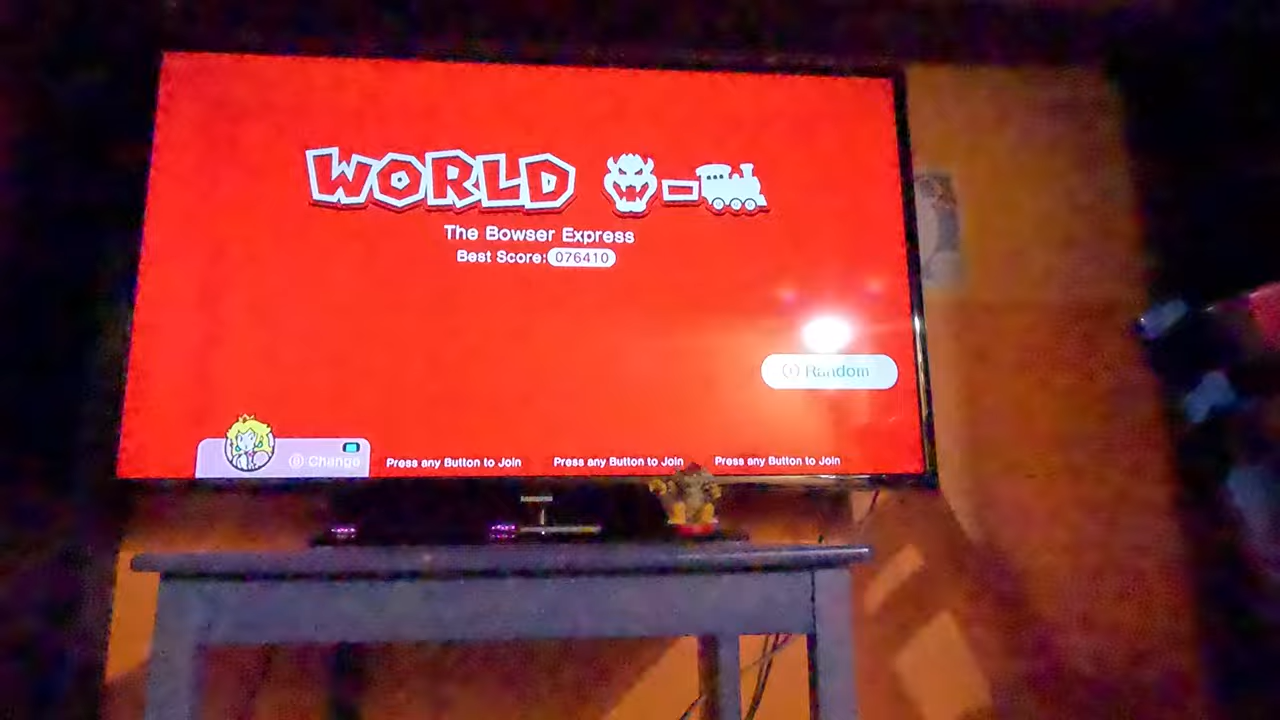 WORLD
The Bowser Express
Best Score: 076410
Random
Change
Press any Button to Join
Press any Button to Join
Press any Button to Join
SAMSUNG